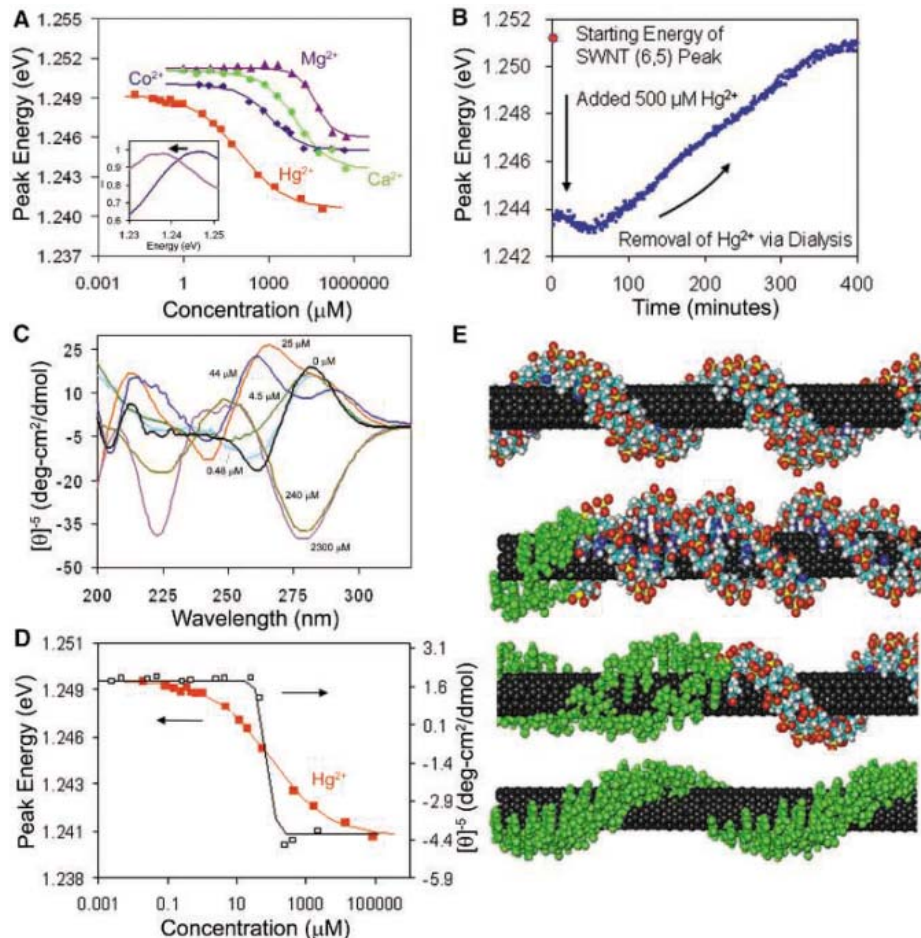 A
1.252
1.249
1.246
1.243
1.240
1.237
Peak Energy (eV)
Mg2+
Co2+
Hg2+
Ca2+
1
0.9
0.8
0.7
0.6
I
1.23 1.24 1.25
Energy (eV)
0.001 1 1000 1000000
Concentration (μM)
B
1.252
1.250
1.248
1.246
1.244
1.242
Peak Energy (eV)
Starting Energy of
SWNT (6,5) Peak
Added 500 μM Hg2+
Removal of Hg2+ via Dialysis
0 100 200 300 400
Time (minutes)
C
25
10
-5
-20
-35
-50
[θ]-5 (deg-cm2/dmol)
25 μM
0 μM
44 μM
4.5 μM
0.48 μM
240 μM
2300 μM
200 225 250 275 300
Wavelength (nm)
D
1.251
1.249
1.246
1.243
1.241
1.238
Peak Energy (eV)
Hg2+
3.1
1.6
0.1
-1.4
-2.9
-4.4
-5.9
[θ]-5 (deg-cm2/dmol)
0.001 0.1 10 1000 100000
Concentration (μM)
E